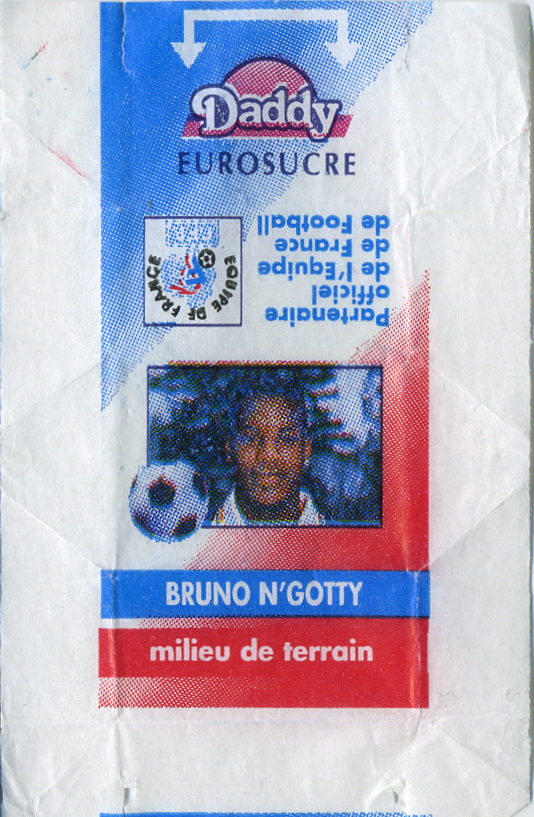 Daddy
EUROSUCRE
Partenaire
officiel
de l'Equipe
de France
de Football
EQUIPE DE FRANCE
BRUNO N'GOTTY
milieu de terrain